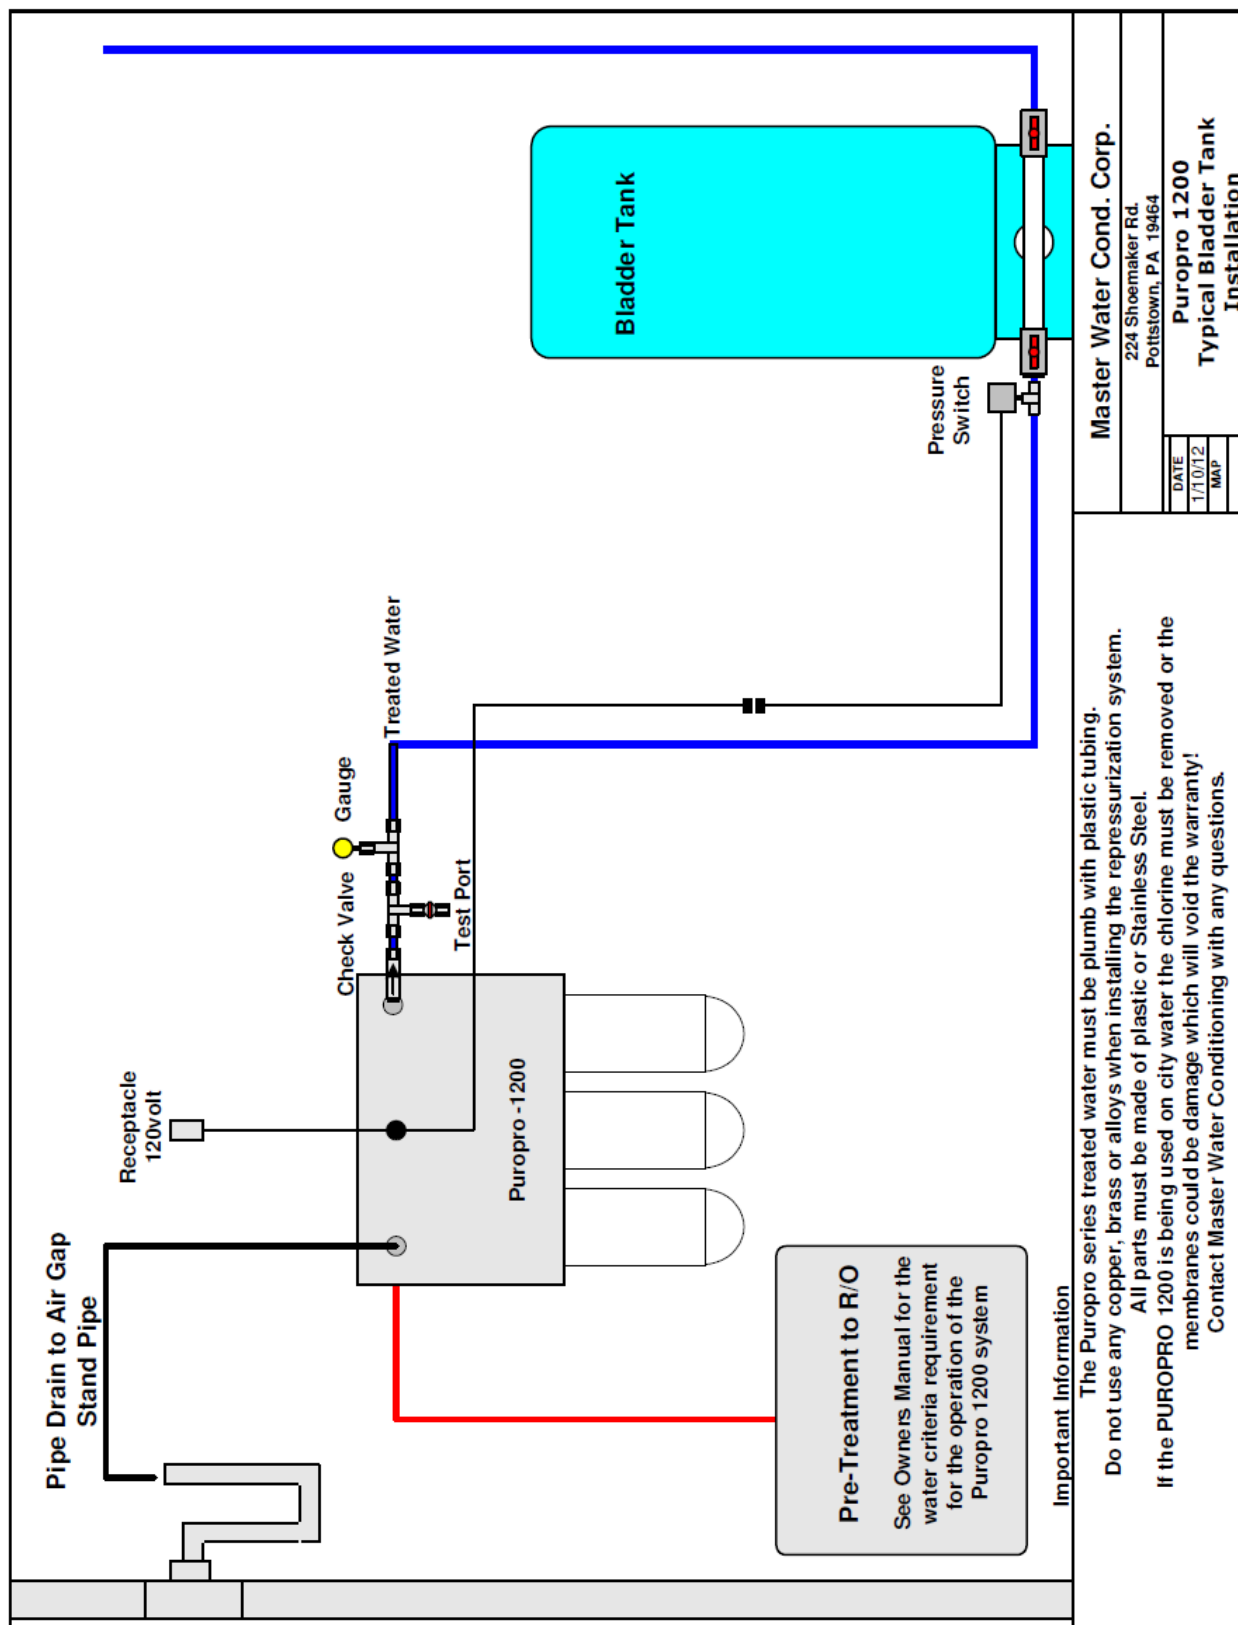 Pipe Drain to Air Gap
Stand Pipe
Receptacle
120volt
Check Valve
Gauge
Treated Water
Test Port
Puropro -1200
Bladder Tank
Pressure
Switch
Pre-Treatment to R/O
See Owners Manual for the
water criteria requirement
for the operation of the
Puropro 1200 system
Important Information
The Puropro series treated water must be plumb with plastic tubing.
Do not use any copper, brass or alloys when installing the repressurization system.
All parts must be made of plastic or Stainless Steel.
If the PUROPRO 1200 is being used on city water the chlorine must be removed or the
membranes could be damage which will void the warranty!
Contact Master Water Conditioning with any questions.
Master Water Cond. Corp.
224 Shoemaker Rd.
Pottstown, PA 19464
DATE
1/10/12
MAP
Puropro 1200
Typical Bladder Tank
Installation